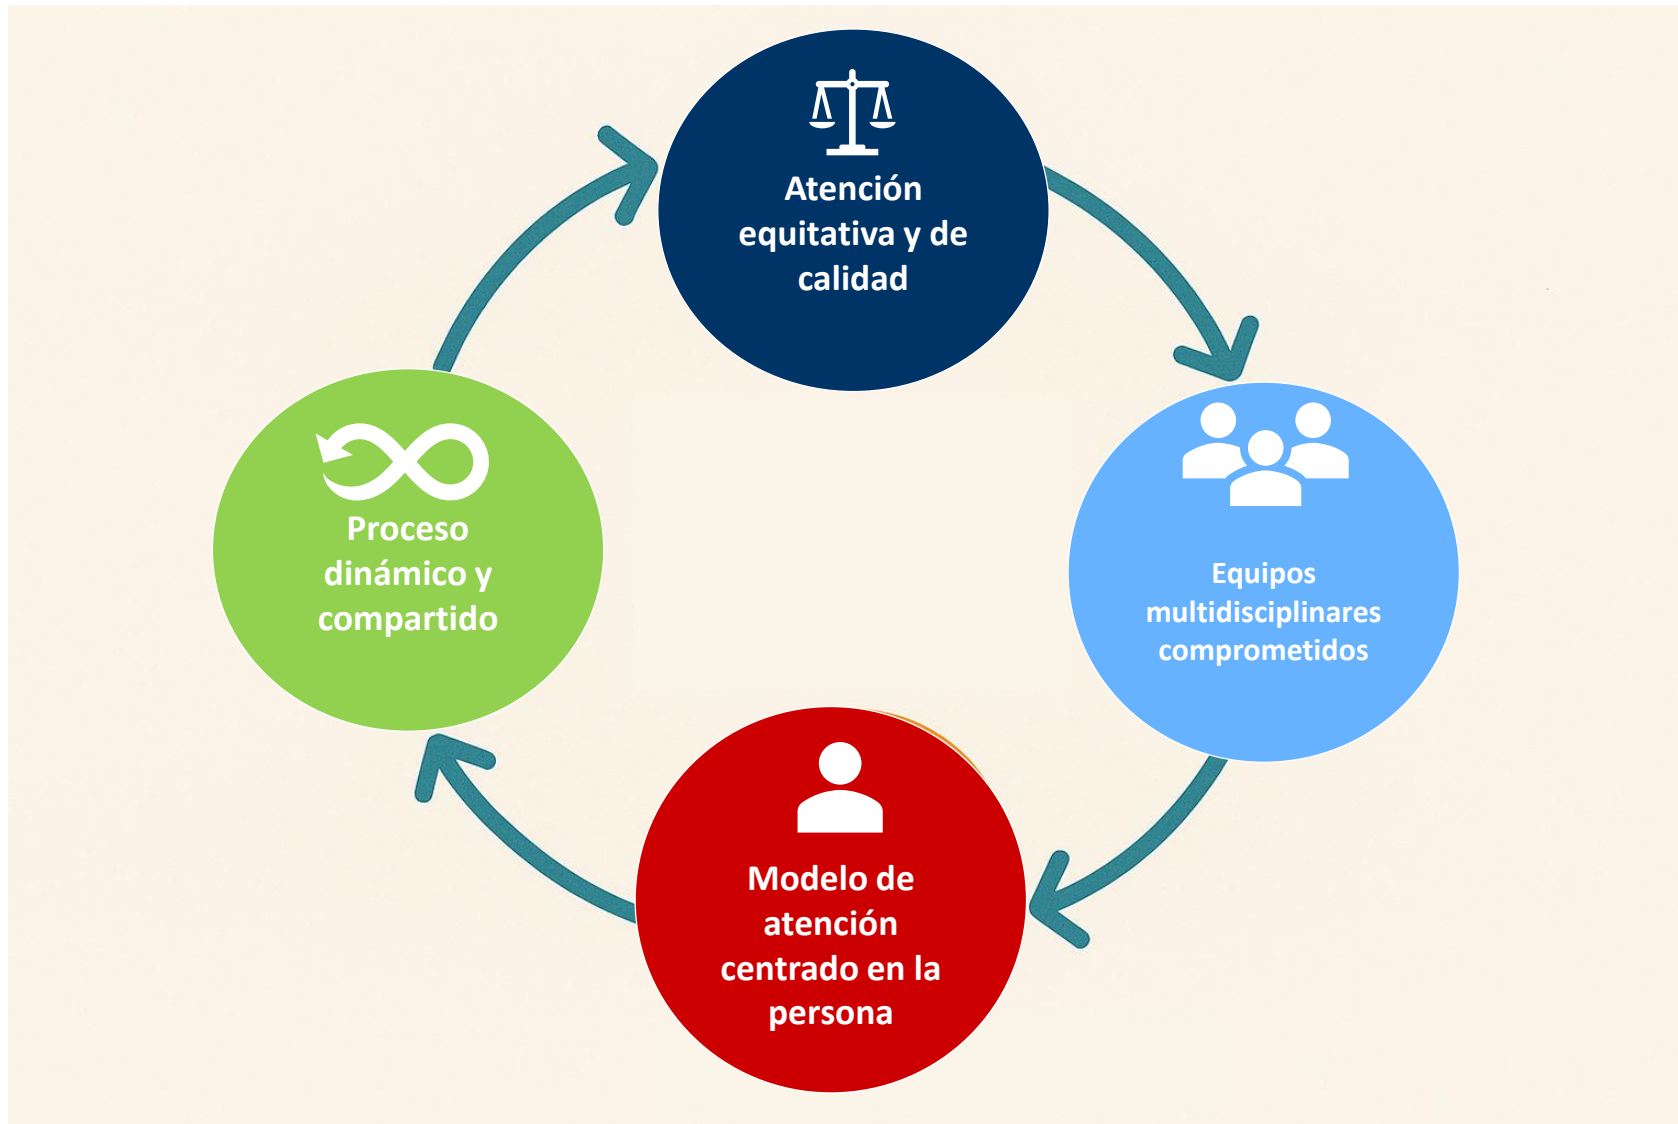 Atención
equitativa y de
calidad
Equipos
multidisciplinares
comprometidos
Modelo de
atención
centrado en la
persona
Proceso
dinámico y
compartido